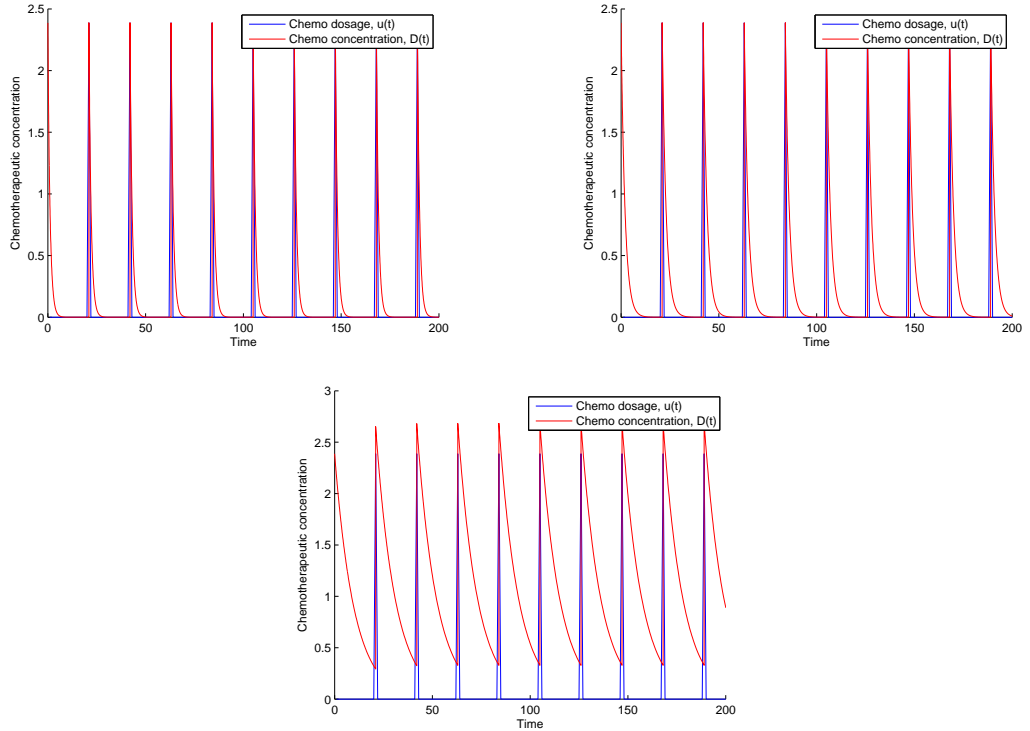 2.5
2
1.5
1
0.5
0
Chemotherapeutic concentration
Chemo dosage, u(t)
Chemo concentration, D(t)
0 50 100 150 200
Time
2.5
2
1.5
1
0.5
0
Chemotherapeutic concentration
Chemo dosage, u(t)
Chemo concentration, D(t)
0 50 100 150 200
Time
3
2.5
2
1.5
1
0.5
0
Chemotherapeutic concentration
Chemo dosage, u(t)
Chemo concentration, D(t)
0 50 100 150 200
Time